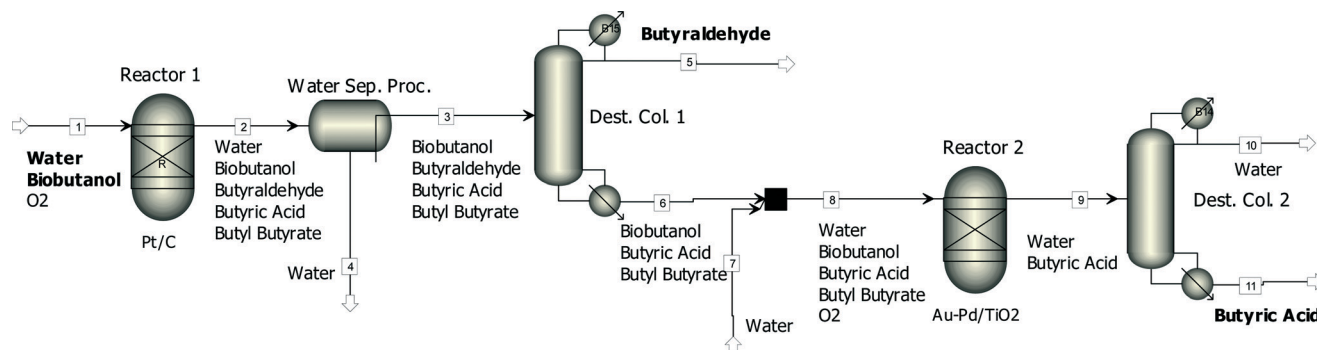 Reactor 1
1
Water
Biobutanol
O2
R
Pt/C
2
Water
Biobutanol
Butyraldehyde
Butyric Acid
Butyl Butyrate
Water Sep. Proc.
Water
4
3
Biobutanol
Butyraldehyde
Butyric Acid
Butyl Butyrate
B15
Butyraldehyde
5
Dest. Col. 1
6
Biobutanol
Butyric Acid
Butyl Butyrate
7
Water
8
Water
Biobutanol
Butyric Acid
Butyl Butyrate
O2
Reactor 2
Au-Pd/TiO2
9
Water
Butyric Acid
B14
10
Water
Dest. Col. 2
11
Butyric Acid